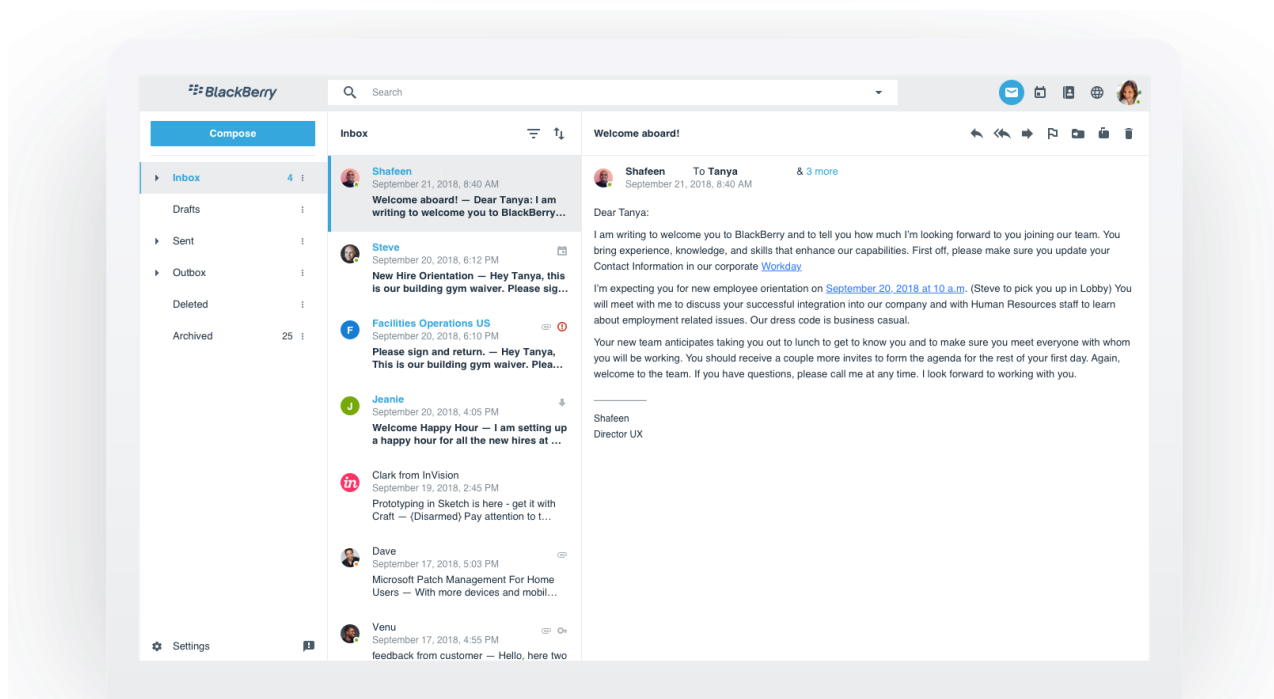 BlackBerry
Search
Compose
Inbox 4
Drafts
Sent
Outbox
Deleted
Archived 25
Settings
Inbox
Shafeen
September 21, 2018, 8:40 AM
Welcome aboard! — Dear Tanya: I am
writing to welcome you to BlackBerry...
Steve
September 20, 2018, 6:12 PM
New Hire Orientation — Hey Tanya, this
is our building gym waiver. Please sig...
F
Facilities Operations US
September 20, 2018, 6:10 PM
Please sign and return. — Hey Tanya,
This is our building gym waiver. Plea...
J
Jeanie
September 20, 2018, 4:05 PM
Welcome Happy Hour — I am setting up
a happy hour for all the new hires at ...
in
Clark from InVision
September 19, 2018, 2:45 PM
Prototyping in Sketch is here - get it with
Craft — {Disarmed} Pay attention to t...
Dave
September 17, 2018, 5:03 PM
Microsoft Patch Management For Home
Users — With more devices and mobil...
Venu
September 17, 2018, 4:55 PM
feedback from customer — Hello, here two
Welcome aboard!
Shafeen To Tanya & 3 more
September 21, 2018, 8:40 AM
Dear Tanya:
I am writing to welcome you to BlackBerry and to tell you how much I'm looking forward to you joining our team. You
bring experience, knowledge, and skills that enhance our capabilities. First off, please make sure you update your
Contact Information in our corporate Workday
I'm expecting you for new employee orientation on September 20, 2018 at 10 a.m. (Steve to pick you up in Lobby) You
will meet with me to discuss your successful integration into our company and with Human Resources staff to learn
about employment related issues. Our dress code is business casual.
Your new team anticipates taking you out to lunch to get to know you and to make sure you meet everyone with whom
you will be working. You should receive a couple more invites to form the agenda for the rest of your first day. Again,
welcome to the team. If you have questions, please call me at any time. I look forward to working with you.
Shafeen
Director UX